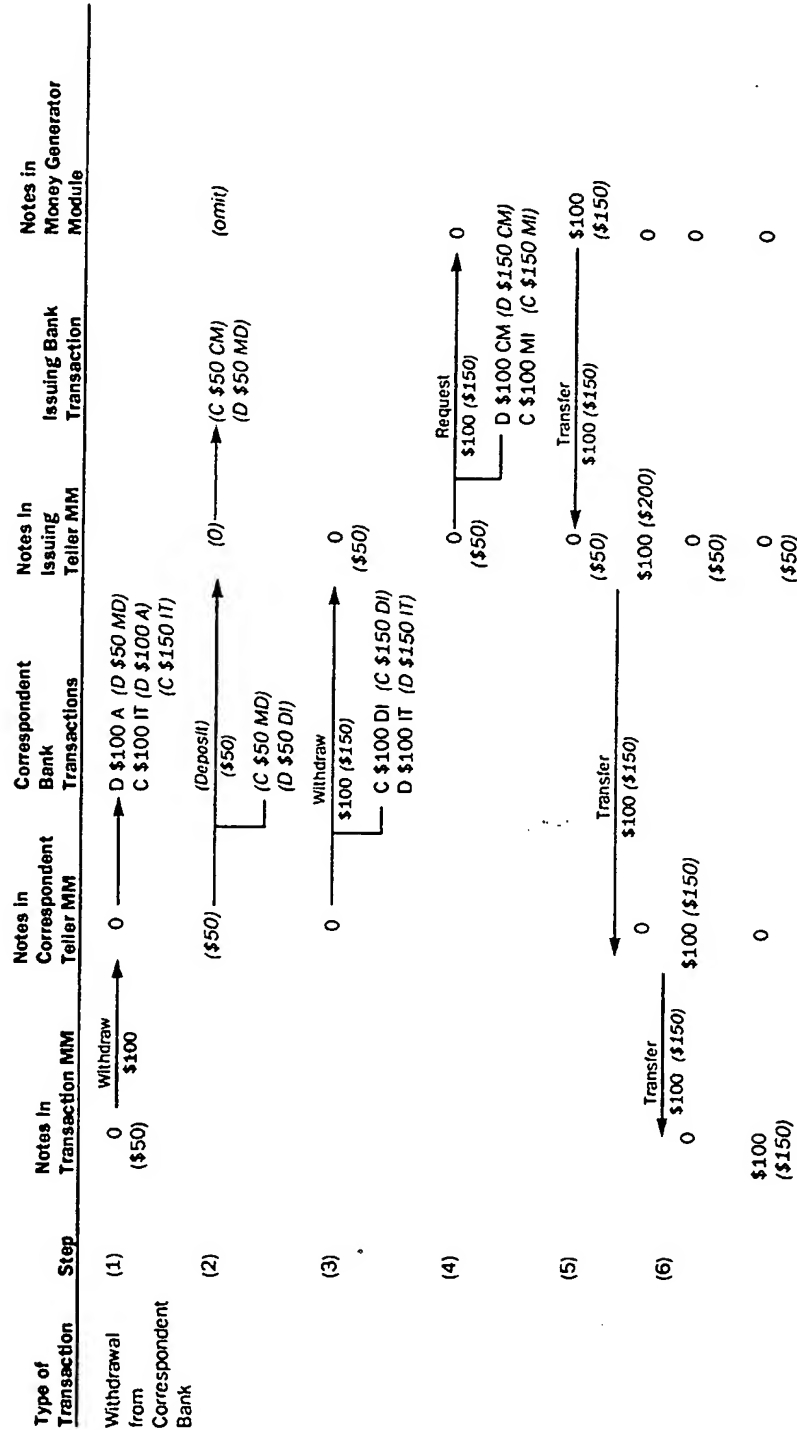 Type of
Transaction
Step
Notes in
Transaction MM
Notes in
Correspondent
Teller MM
Correspondent
Bank
Transactions
Notes In
Issuing
Teller MM
Issuing Bank
Transaction
Notes in
Money Generator
Module
Withdrawal
from
Correspondent
Bank
(1)
0
($50)
Withdraw
$100
0
D $100 A (D $50 MD)
C $100 IT (D $100 A)
(C $150 IT)
(2)
($50)
(Deposit)
($50)
(C $50 MD)
(D $50 DI)
(0)
(C $50 CM)
(D $50 MD)
(omit)
(3)
0
Withdraw
$100 ($150)
C $100 DI (C $150 DI)
D $100 IT (D $150 IT)
0
($50)
(4)
0
($50)
Request
$100 ($150)
D $100 CM (D $150 CM)
C $100 MI (C $150 MI)
0
(5)
0
($50)
Transfer
$100 ($150)
$100
($150)
(6)
Transfer
$100 ($150)
0
$100 ($200)
0
Transfer
$100 ($150)
0
$100 ($150)
0
($50)
0
$100
($150)
0
0
($50)
0